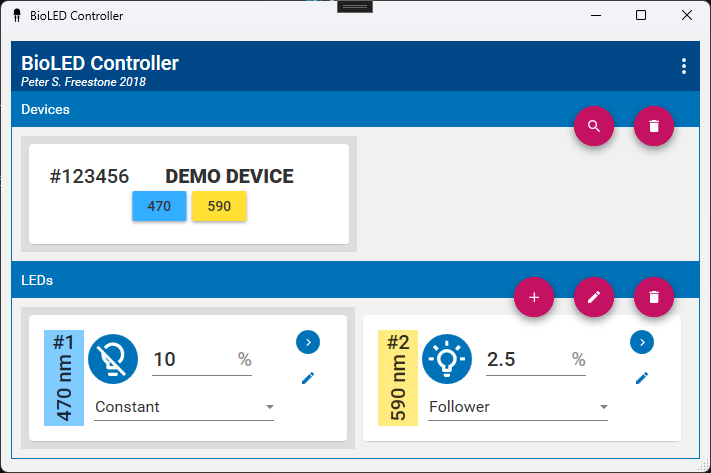 BioLED Controller
BioLED Controller
Peter S. Freestone 2018
Devices
#123456 DEMO DEVICE
470 590
LEDs
#1
470 nm
10 %
Constant
#2
590 nm
2.5 %
Follower